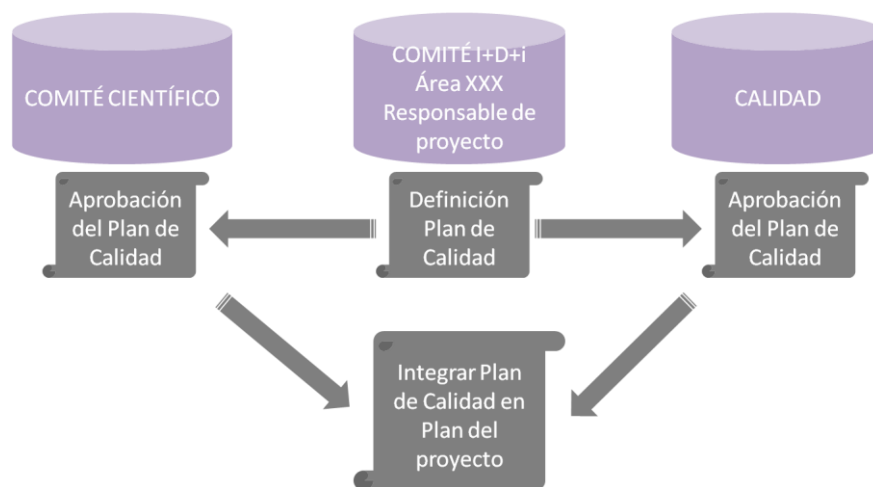 COMITÉ CIENTÍFICO
COMITÉ I+D+i
Área XXX
Responsable de
proyecto
CALIDAD
Aprobación
del Plan de
Calidad
Definición
Plan de
Calidad
Aprobación
del Plan de
Calidad
Integrar Plan
de Calidad en
Plan del
proyecto